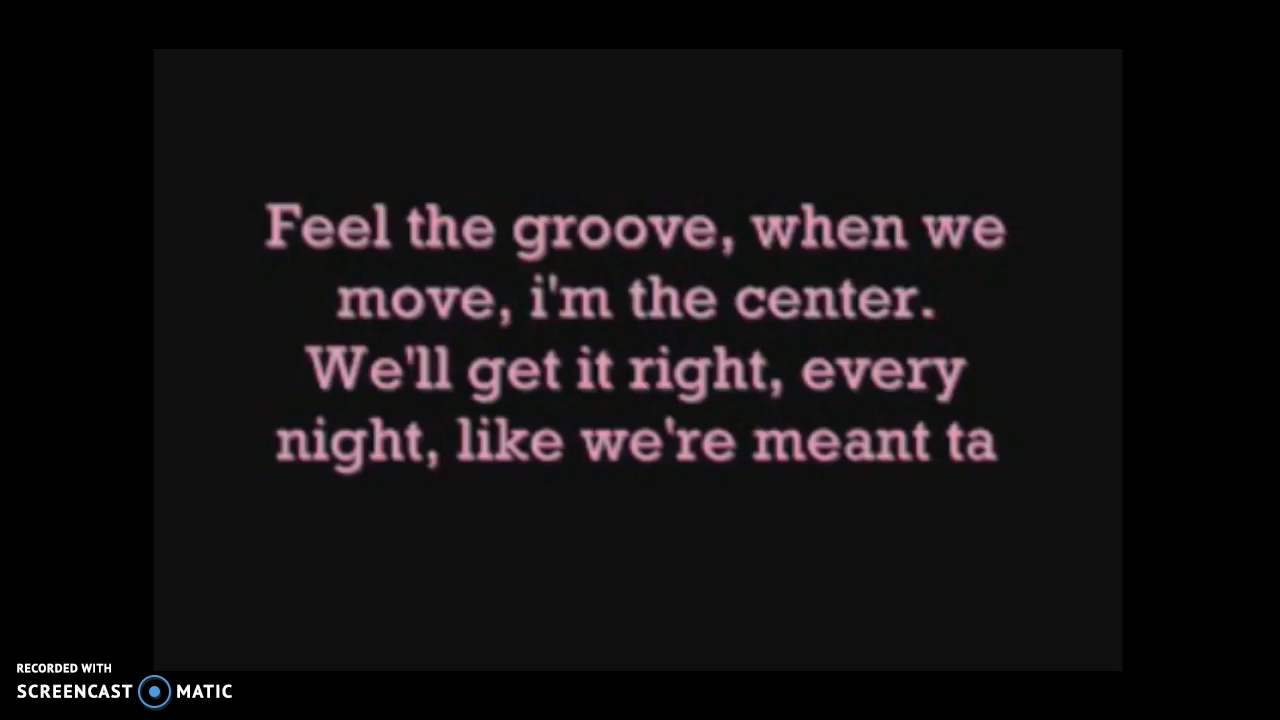 Feel the groove, when we
move, i'm the center.
We'll get it right, every
night, like we're meant ta
RECORDED WITH
SCREENCAST MATIC